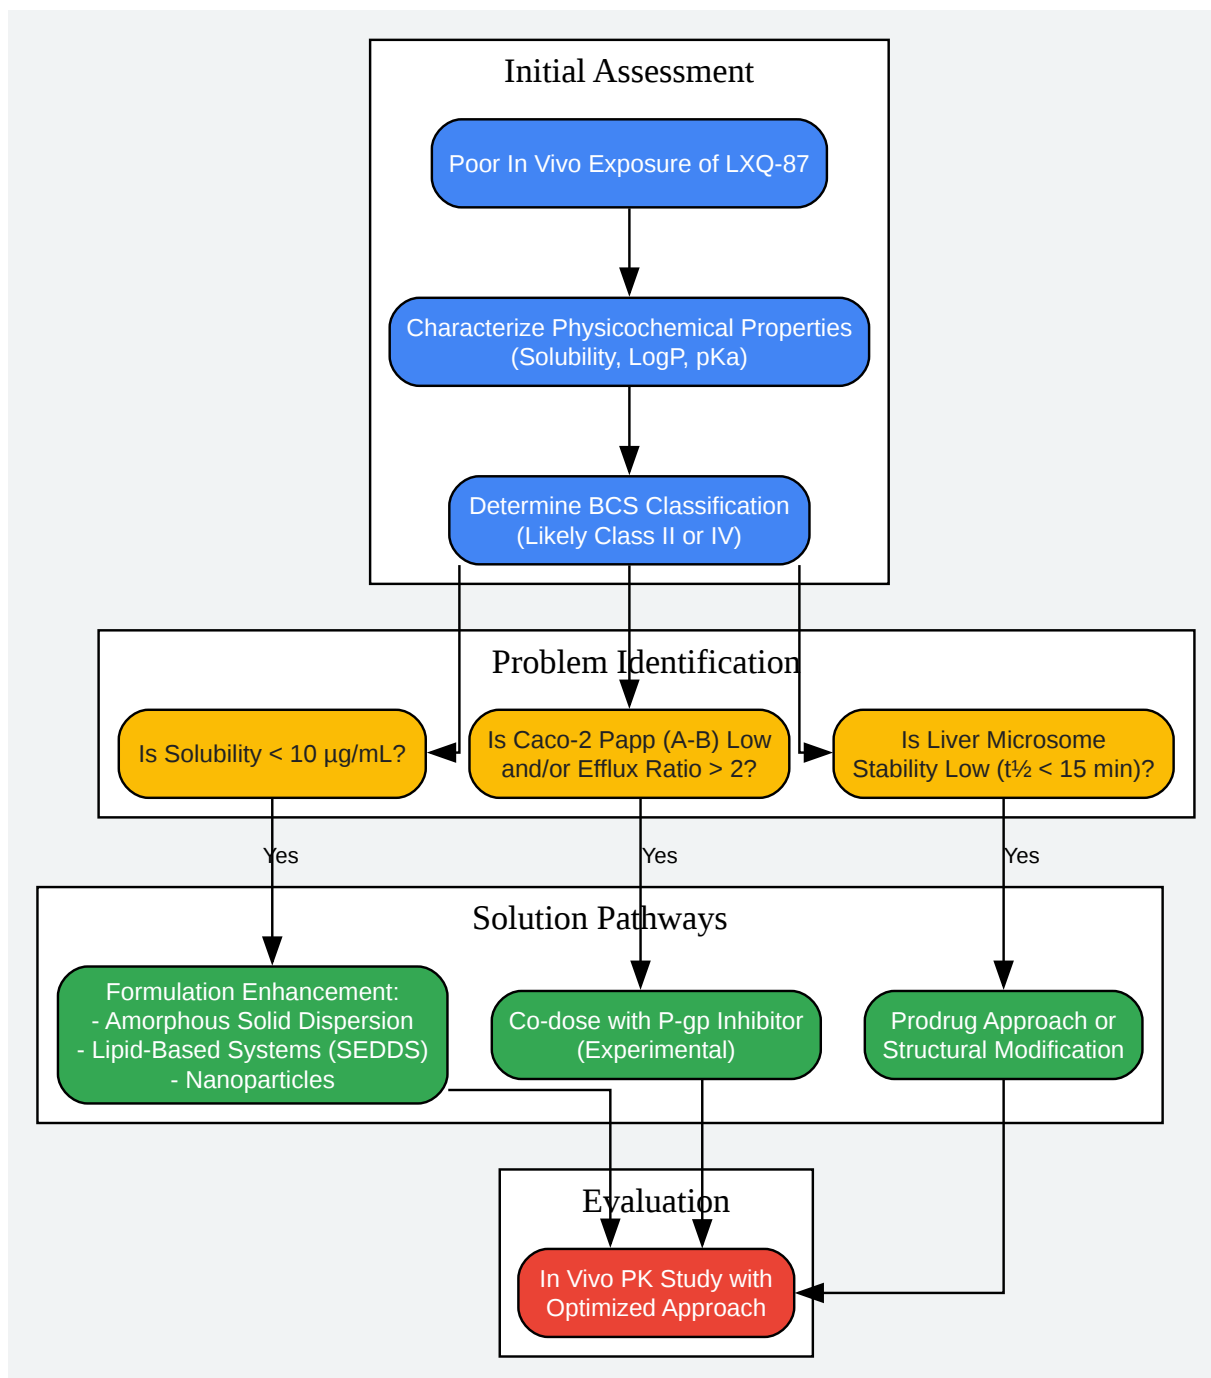 Initial Assessment
Poor In Vivo Exposure of LXQ-87
Characterize Physicochemical Properties
(Solubility, LogP, pKa)
Determine BCS Classification
(Likely Class II or IV)
Problem Identification
Is Solubility < 10 µg/mL?
Is Caco-2 Papp (A-B) Low
and/or Efflux Ratio > 2?
Is Liver Microsome
Stability Low (t½ < 15 min)?
Yes
Yes
Yes
Solution Pathways
Formulation Enhancement:
- Amorphous Solid Dispersion
- Lipid-Based Systems (SEDDS)
- Nanoparticles
Co-dose with P-gp Inhibitor
(Experimental)
Prodrug Approach or
Structural Modification
Evaluation
In Vivo PK Study with
Optimized Approach